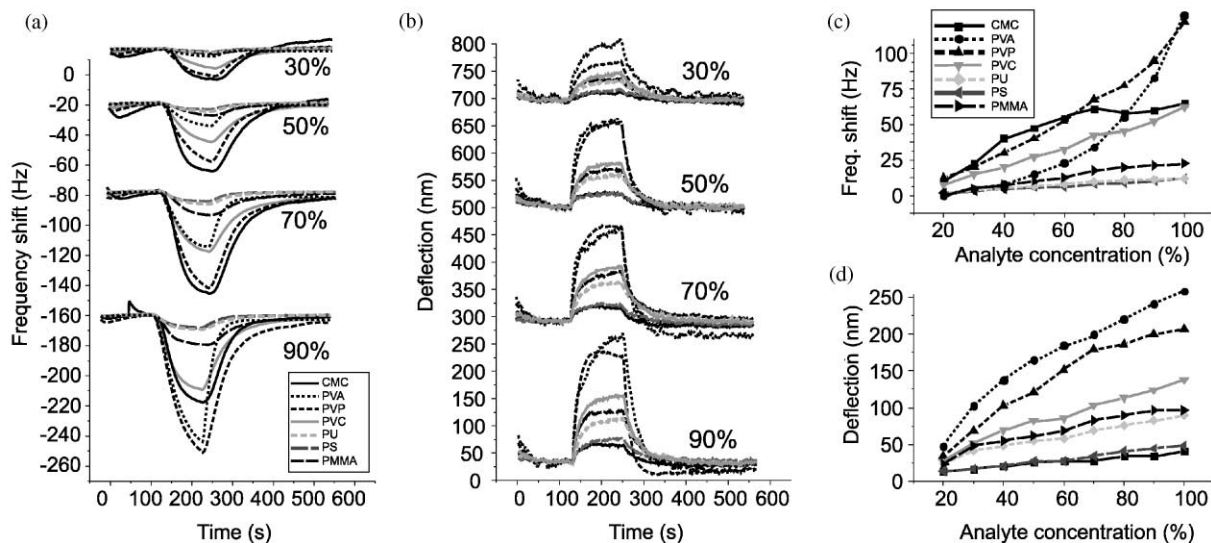 (a)
0
-20
-40
-60
-80
-100
-120
-140
-160
-180
-200
-220
-240
-260
Frequency shift (Hz)
30%
50%
70%
90%
CMC
PVA
PVP
PVC
PU
PS
PMMA
0 100 200 300 400 500 600
Time (s)
(b)
800
750
700
650
600
550
500
450
400
350
300
250
200
150
100
50
0
Deflection (nm)
30%
50%
70%
90%
0 100 200 300 400 500 600
Time (s)
(c)
100
75
50
25
0
Freq. shift (Hz)
CMC
PVA
PVP
PVC
PU
PS
PMMA
20 40 60 80 100
Analyte concentration (%)
(d)
250
200
150
100
50
0
Deflection (nm)
20 40 60 80 100
Analyte concentration (%)